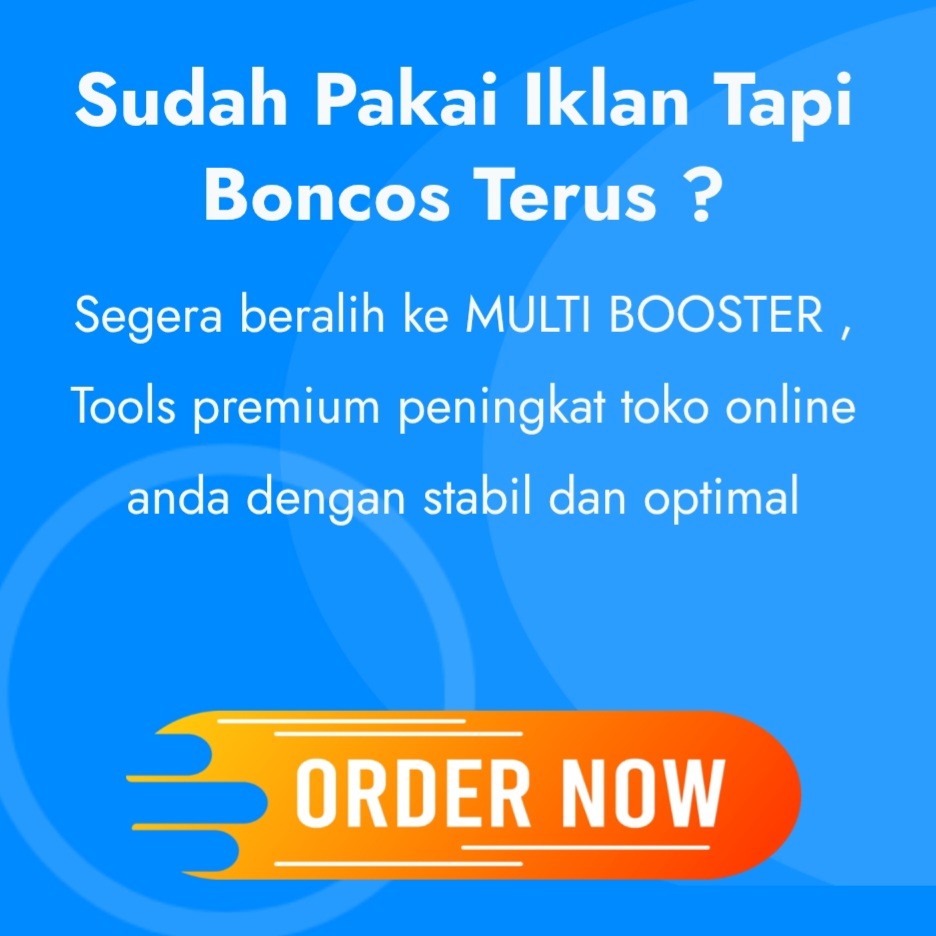 Sudah Pakai Iklan Tapi
Boncos Terus ?
Segera beralih ke MULTI BOOSTER ,
Tools premium peningkat toko online
anda dengan stabil dan optimal
ORDER NOW